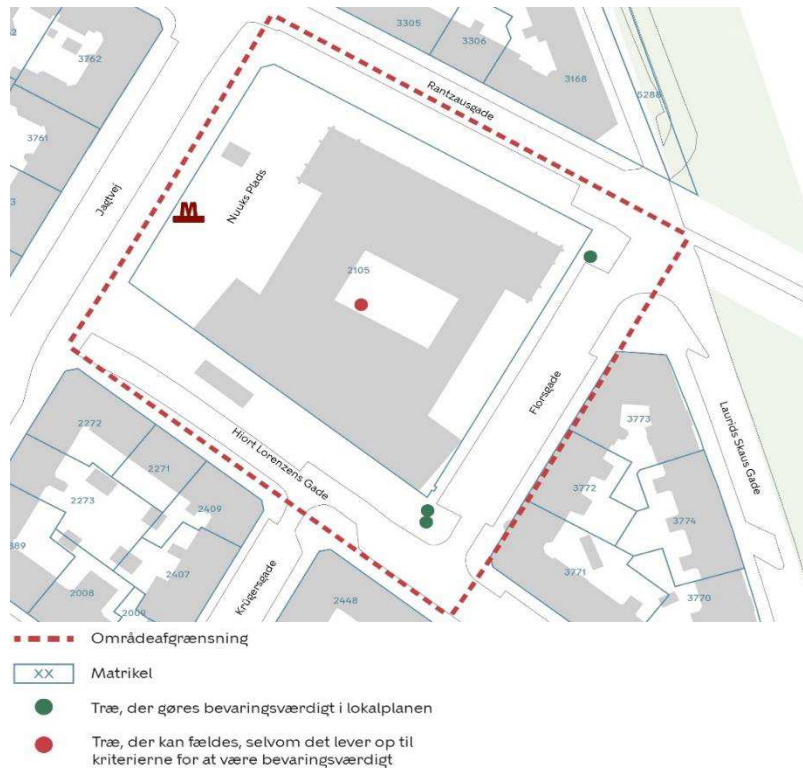 3305
3306
3168
5288
Rantzausgade
3762
3761
Jagtvej
Nuuks Plads
M
2105
Florsgade
Laurids Skaus Gade
Hiort Lorenzens Gade
Krügersgade
2272
2271
2273
2409
2407
389
2008
2009
2448
3773
3772
3774
3771
3770
Områdeafgrænsning
XX Matrikel
Træ, der gøres bevaringsværdigt i lokalplanen
Træ, der kan fældes, selvom det lever op til
kriterierne for at være bevaringsværdigt